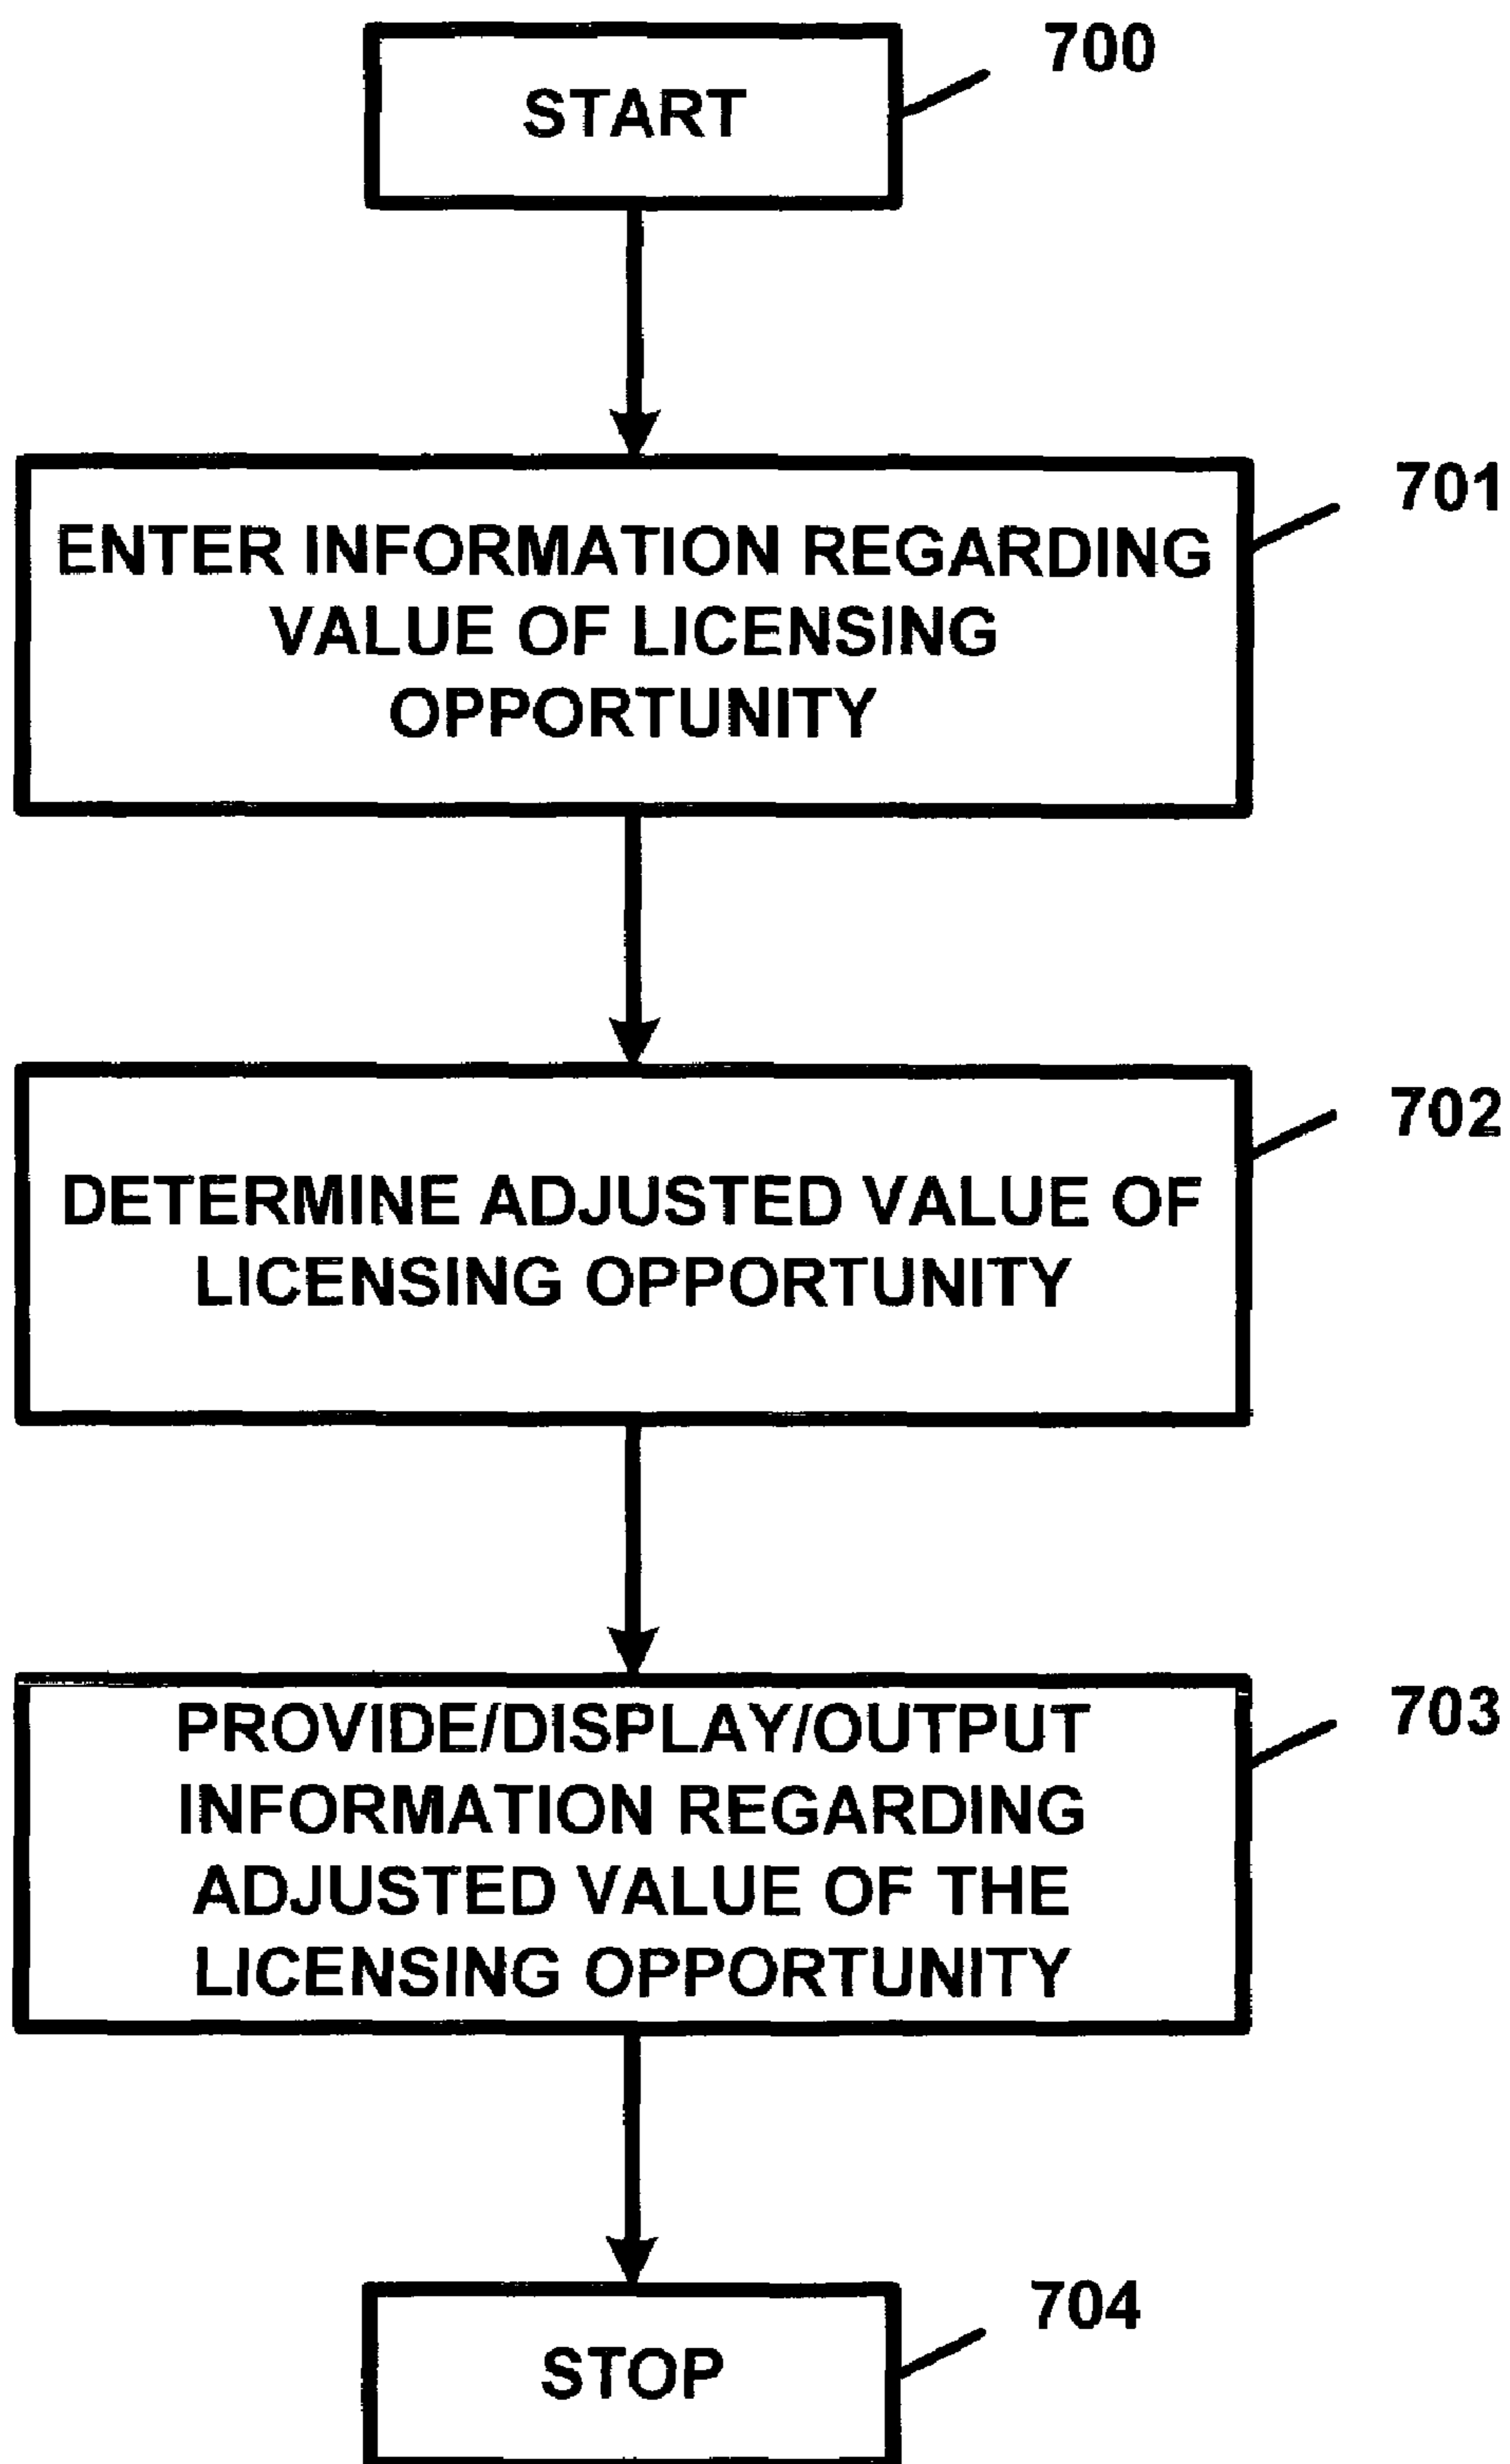 700
START
701
ENTER INFORMATION REGARDING
VALUE OF LICENSING
OPPORTUNITY
702
DETERMINE ADJUSTED VALUE OF
LICENSING OPPORTUNITY
703
PROVIDE/DISPLAY/OUTPUT
INFORMATION REGARDING
ADJUSTED VALUE OF THE
LICENSING OPPORTUNITY
704
STOP